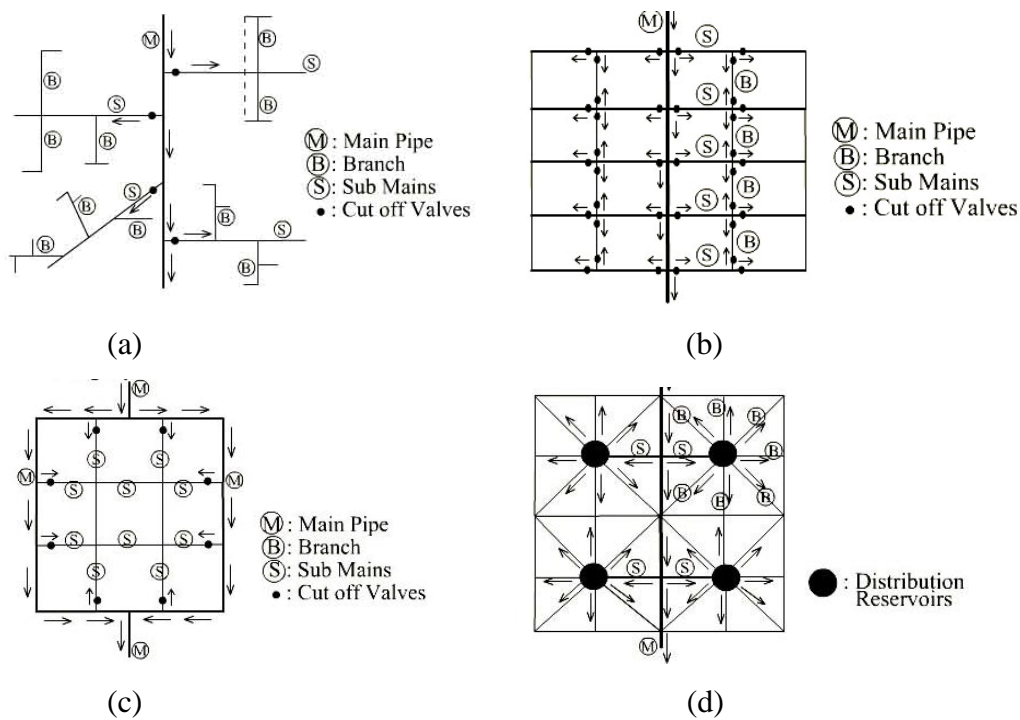 M
B
S
B
S
B
B
B
B
S
B
B
B
S
B
M : Main Pipe
B : Branch
S : Sub Mains
• : Cut off Valves
(a)
M
S
B
S
B
S
B
S
B
S
M : Main Pipe
B : Branch
S : Sub Mains
• : Cut off Valves
(b)
M
S S
M M
S S S
S S S
S S
M
M : Main Pipe
B : Branch
S : Sub Mains
• : Cut off Valves
(c)
B B B
S S B
B B B
S S
M
: Distribution
Reservoirs
(d)